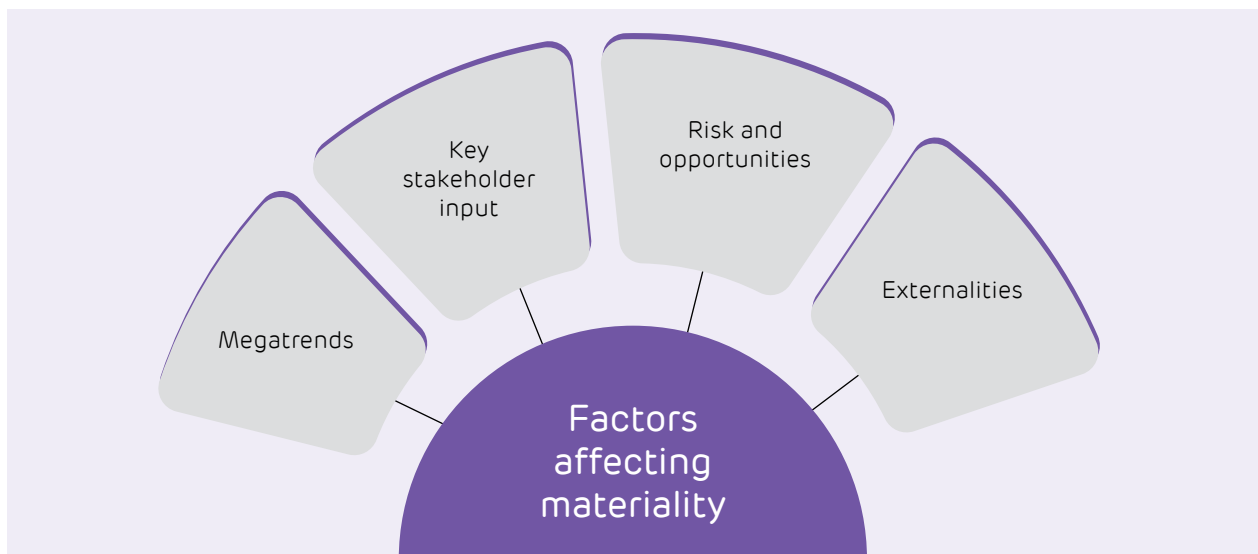 Megatrends
Key
stakeholder
input
Risk and
opportunities
Externalities
Factors
affecting
materiality